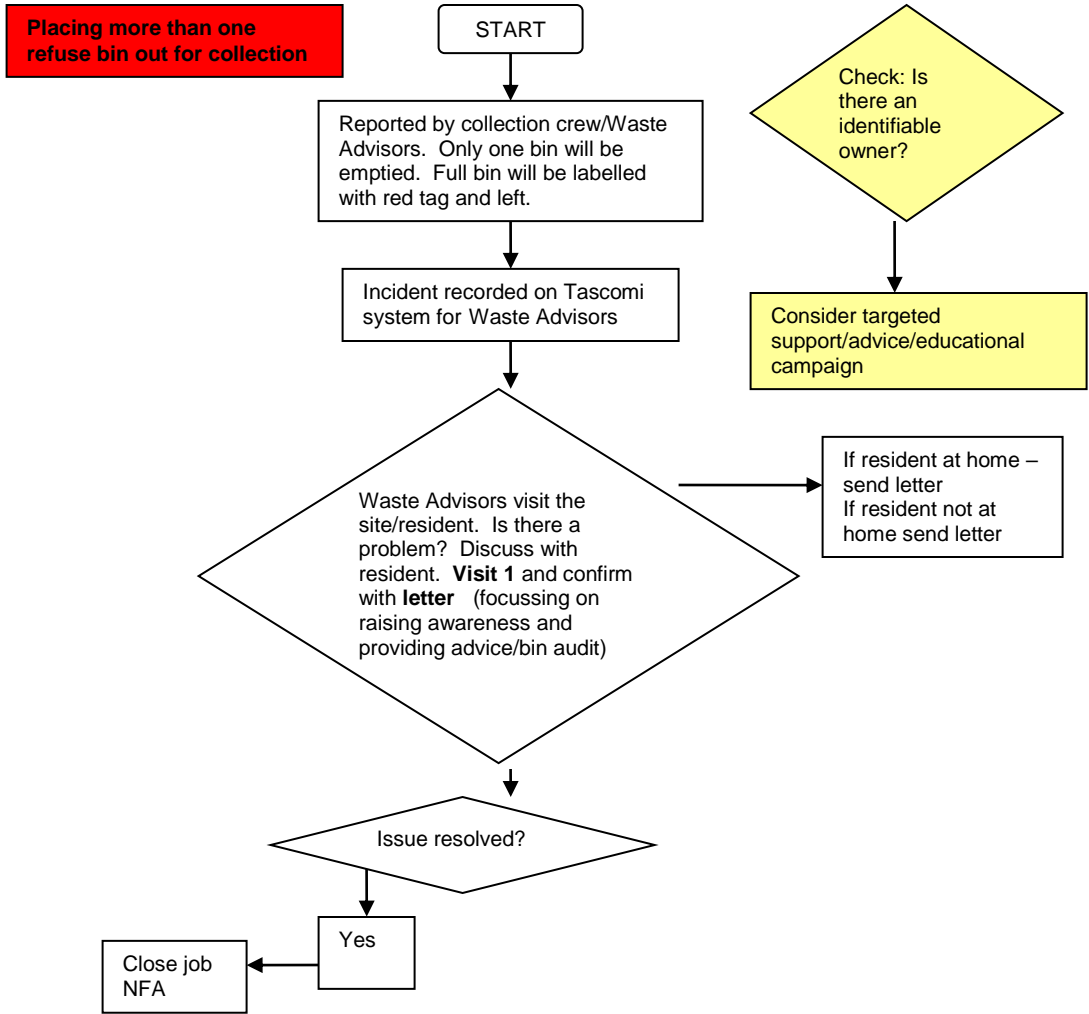 Placing more than one
refuse bin out for collection
START
Check: Is
there an
identifiable
owner?
Reported by collection crew/Waste
Advisors. Only one bin will be
emptied. Full bin will be labelled
with red tag and left.
Incident recorded on Tascomi
system for Waste Advisors
Consider targeted
support/advice/educational
campaign
If resident at home –
send letter
If resident not at
home send letter
Waste Advisors visit the
site/resident. Is there a
problem? Discuss with
resident. Visit 1 and confirm
with letter (focussing on
raising awareness and
providing advice/bin audit)
Issue resolved?
Yes
Close job
NFA